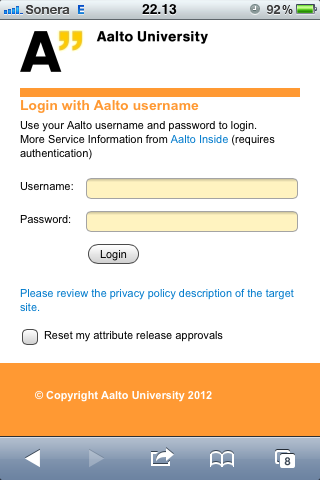 Sonera E 22.13 92%
A”
Aalto University
Login with Aalto username
Use your Aalto username and password to login.
More Service Information from Aalto Inside (requires
authentication)
Username:
Password:
Login
Please review the privacy policy description of the target
site.
Reset my attribute release approvals
© Copyright Aalto University 2012
8